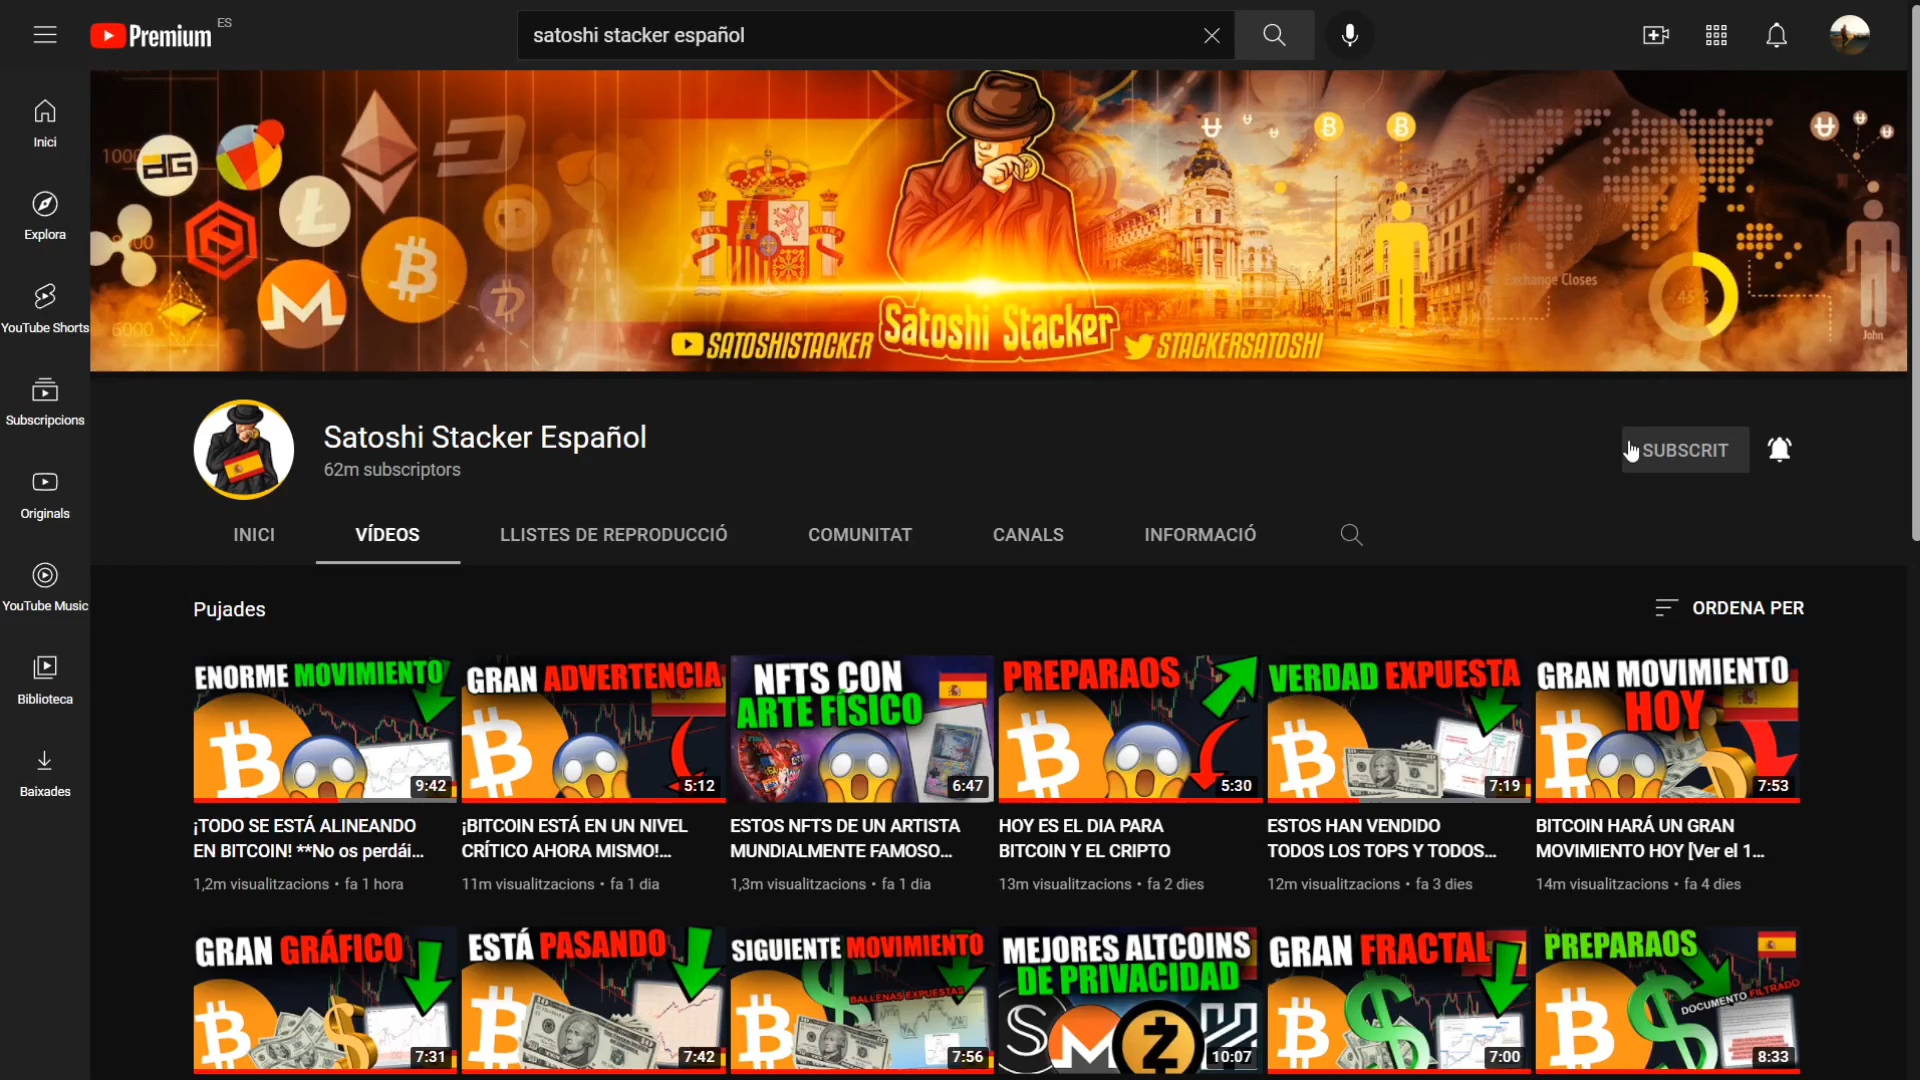 Premium ES
satoshi stacker español
Inici
Explora
YouTube Shorts
Subscripcions
Originals
YouTube Music
Biblioteca
Baixades
SATOSHISTACKER
Satoshi Stacker
STACKERSATOSHI
Exchange Closes
45%
John
Satoshi Stacker Español
62m subscriptors
SUBSCRIT
INICI
VÍDEOS
LLISTES DE REPRODUCCIÓ
COMUNITAT
CANALS
INFORMACIÓ
Pujades
ORDENA PER
ENORME MOVIMIENTO
9:42
¡TODO SE ESTÁ ALINEANDO
EN BITCOIN! **No os perdái...
1,2m visualitzacions • fa 1 hora
GRAN ADVERTENCIA
5:12
¡BITCOIN ESTÁ EN UN NIVEL
CRÍTICO AHORA MISMO!...
11m visualitzacions • fa 1 dia
NFTS CON
ARTE FÍSICO
6:47
ESTOS NFTS DE UN ARTISTA
MUNDIALMENTE FAMOSO...
1,3m visualitzacions • fa 1 dia
PREPARAOS
5:30
HOY ES EL DIA PARA
BITCOIN Y EL CRIPTO
13m visualitzacions • fa 2 dies
VERDAD EXPUESTA
7:19
ESTOS HAN VENDIDO
TODOS LOS TOPS Y TODOS...
12m visualitzacions • fa 3 dies
GRAN MOVIMIENTO
HOY
7:53
BITCOIN HARÁ UN GRAN
MOVIMIENTO HOY [Ver el 1...
14m visualitzacions • fa 4 dies
GRAN GRÁFICO
7:31
ESTÁ PASANDO
7:42
SIGUIENTE MOVIMIENTO
BALLENAS EXPUESTAS
7:56
MEJORES ALTCOINS
DE PRIVACIDAD
10:07
GRAN FRACTAL
7:00
PREPARAOS
DOCUMENTO FILTRADO
8:33